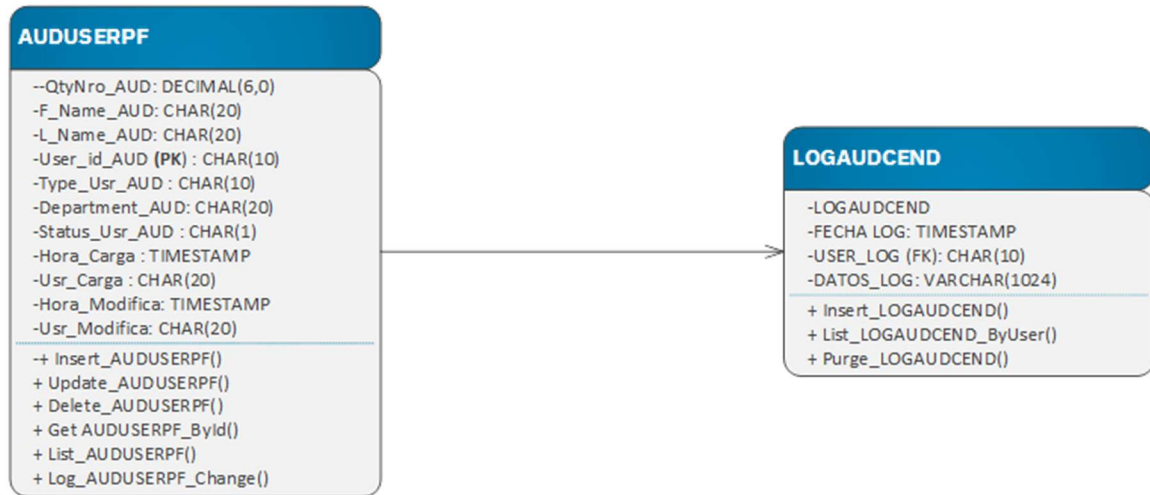 AUDUSERPF
--QtyNro_AUD: DECIMAL(6,0)
-F_Name_AUD: CHAR(20)
-L_Name_AUD: CHAR(20)
-User_id_AUD (PK) : CHAR(10)
-Type_Usr_AUD : CHAR(10)
-Department_AUD: CHAR(20)
-Status_Usr_AUD : CHAR(1)
-Hora_Carga : TIMESTAMP
-Usr_Carga : CHAR(20)
-Hora_Modifica: TIMESTAMP
-Usr_Modifica: CHAR(20)
-+ Insert_AUDUSERPF()
+ Update_AUDUSERPF()
+ Delete_AUDUSERPF()
+ Get AUDUSERPF_ById()
+ List_AUDUSERPF()
+ Log_AUDUSERPF_Change()
LOGAUDCEND
-LOGAUDCEND
-FECHA LOG: TIMESTAMP
-USER_LOG (FK): CHAR(10)
-DATOS_LOG: VARCHAR(1024)
+ Insert_LOGAUDCEND()
+ List_LOGAUDCEND_ByUser()
+ Purge_LOGAUDCEND()